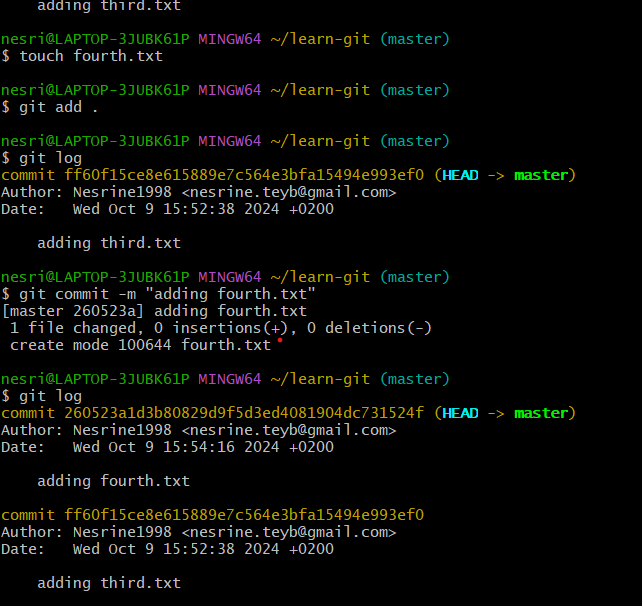 adding third.txt
nesri@LAPTOP-3JUBK61P MINGW64 ~/learn-git (master)
$ touch fourth.txt
nesri@LAPTOP-3JUBK61P MINGW64 ~/learn-git (master)
$ git add .
nesri@LAPTOP-3JUBK61P MINGW64 ~/learn-git (master)
$ git log
commit ff60f15ce8e615889e7c564e3bfa15494e993ef0 (HEAD -> master)
Author: Nesrine1998 <nesrine.teyb@gmail.com>
Date:   Wed Oct 9 15:52:38 2024 +0200
    adding third.txt
nesri@LAPTOP-3JUBK61P MINGW64 ~/learn-git (master)
$ git commit -m "adding fourth.txt"
[master 260523a] adding fourth.txt
 1 file changed, 0 insertions(+), 0 deletions(-)
 create mode 100644 fourth.txt
nesri@LAPTOP-3JUBK61P MINGW64 ~/learn-git (master)
$ git log
commit 260523a1d3b80829d9f5d3ed4081904dc731524f (HEAD -> master)
Author: Nesrine1998 <nesrine.teyb@gmail.com>
Date:   Wed Oct 9 15:54:16 2024 +0200
    adding fourth.txt
commit ff60f15ce8e615889e7c564e3bfa15494e993ef0
Author: Nesrine1998 <nesrine.teyb@gmail.com>
Date:   Wed Oct 9 15:52:38 2024 +0200
    adding third.txt